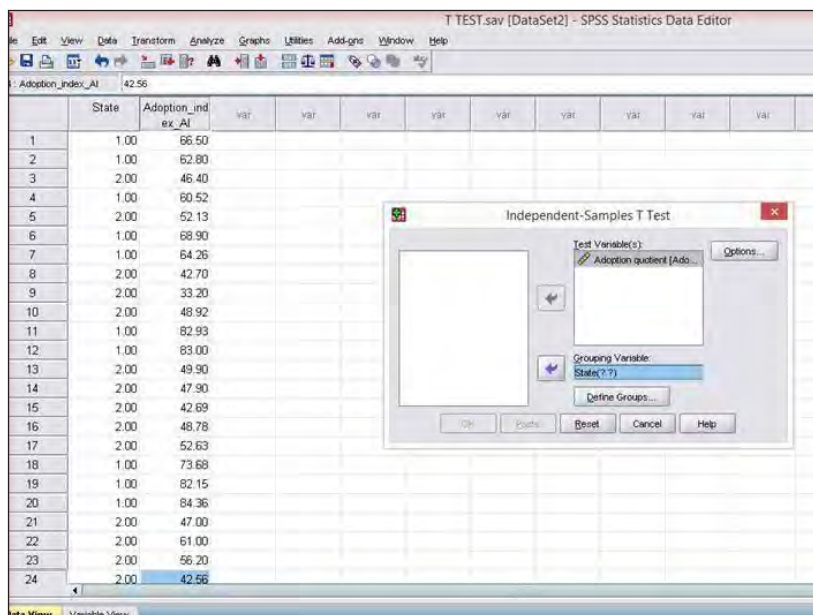 T TEST.sav [DataSet2] - SPSS Statistics Data Editor
le Edit View Data Transform Analyze Graphs Utilities Add-ons Window Help
: Adoption_index_AI 42.56
State Adoption_ind ex_AI var var var var var var var var
1 1.00 66.50
2 1.00 62.80
3 2.00 46.40
4 1.00 60.52
5 2.00 52.13
6 1.00 68.90
7 1.00 64.26
8 2.00 42.70
9 2.00 33.20
10 2.00 48.92
11 1.00 82.93
12 1.00 83.00
13 2.00 49.90
14 2.00 47.90
15 2.00 42.69
16 2.00 48.78
17 2.00 52.63
18 1.00 73.68
19 1.00 82.15
20 1.00 84.36
21 2.00 47.00
22 2.00 61.00
23 2.00 56.20
24 2.00 42.56
Independent-Samples T Test
Test Variable(s):
Adoption quotient [Ado...
Options...
Grouping Variable:
State(? ?)
Define Groups...
OK Paste Reset Cancel Help
Data View Variable View